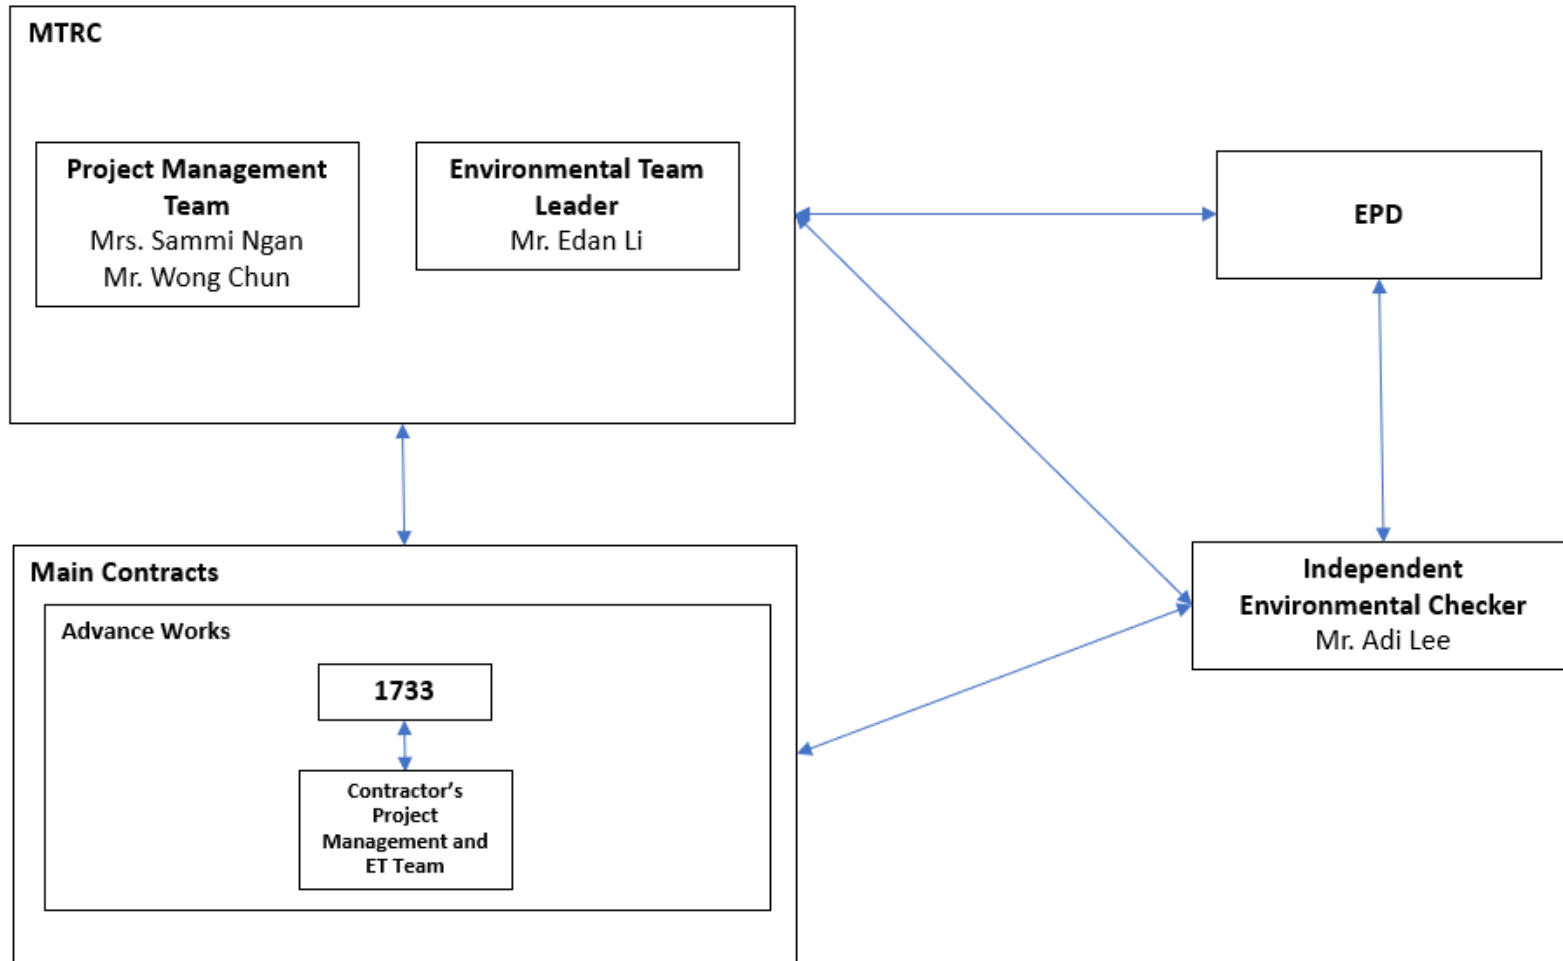 MTRC
Project Management
Team
Mrs. Sammi Ngan
Mr. Wong Chun
Environmental Team
Leader
Mr. Edan Li
EPD
Main Contracts
Advance Works
1733
Contractor’s
Project
Management and
ET Team
Independent
Environmental Checker
Mr. Adi Lee